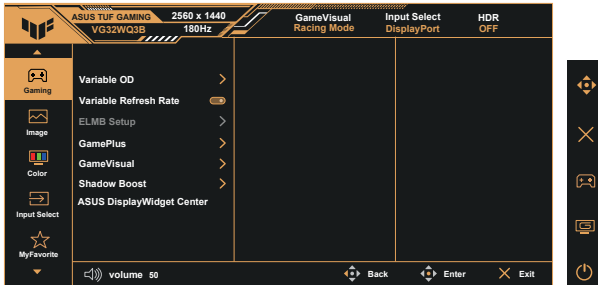 ASUS TUF GAMING 2560 x 1440
VG32WQ3B 180Hz
GameVisual Input Select HDR
Racing Mode DisplayPort OFF
Gaming
Image
Color
Input Select
MyFavorite
Variable OD
Variable Refresh Rate
ELMB Setup
GamePlus
GameVisual
Shadow Boost
ASUS DisplayWidget Center
volume 50
Back Enter Exit